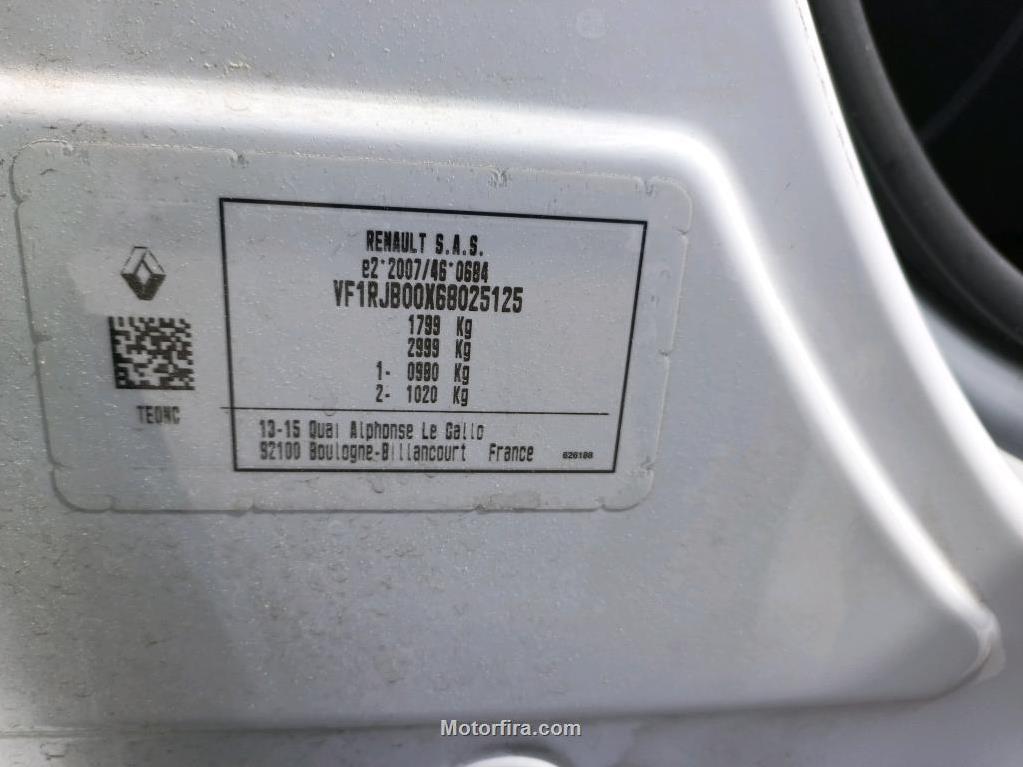 RENAULT S.A.S.
e2*2007/46*0684
VF1RJB00X68025125
1799 Kg
2999 Kg
1- 0980 Kg
2- 1020 Kg
TEONC
13-15 Quai Alphonse Le Gallo
92100 Boulogne-Billancourt France
626188
Motorfira.com